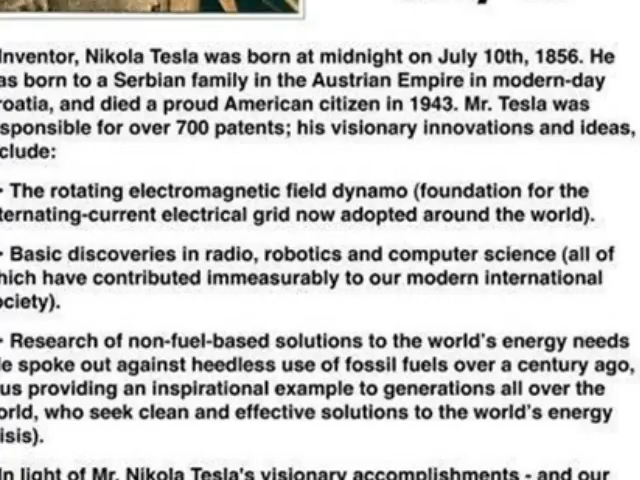 Inventor, Nikola Tesla was born at midnight on July 10th, 1856. He
as born to a Serbian family in the Austrian Empire in modern-day
roatia, and died a proud American citizen in 1943. Mr. Tesla was
sponsible for over 700 patents; his visionary innovations and ideas,
clude:
· The rotating electromagnetic field dynamo (foundation for the
ternating-current electrical grid now adopted around the world).
· Basic discoveries in radio, robotics and computer science (all of
hich have contributed immeasurably to our modern international
ociety).
· Research of non-fuel-based solutions to the world's energy needs
le spoke out against heedless use of fossil fuels over a century ago,
us providing an inspirational example to generations all over the
orld, who seek clean and effective solutions to the world's energy
isis).
In light of Mr. Nikola Tesla's visionary accomplishments - and our